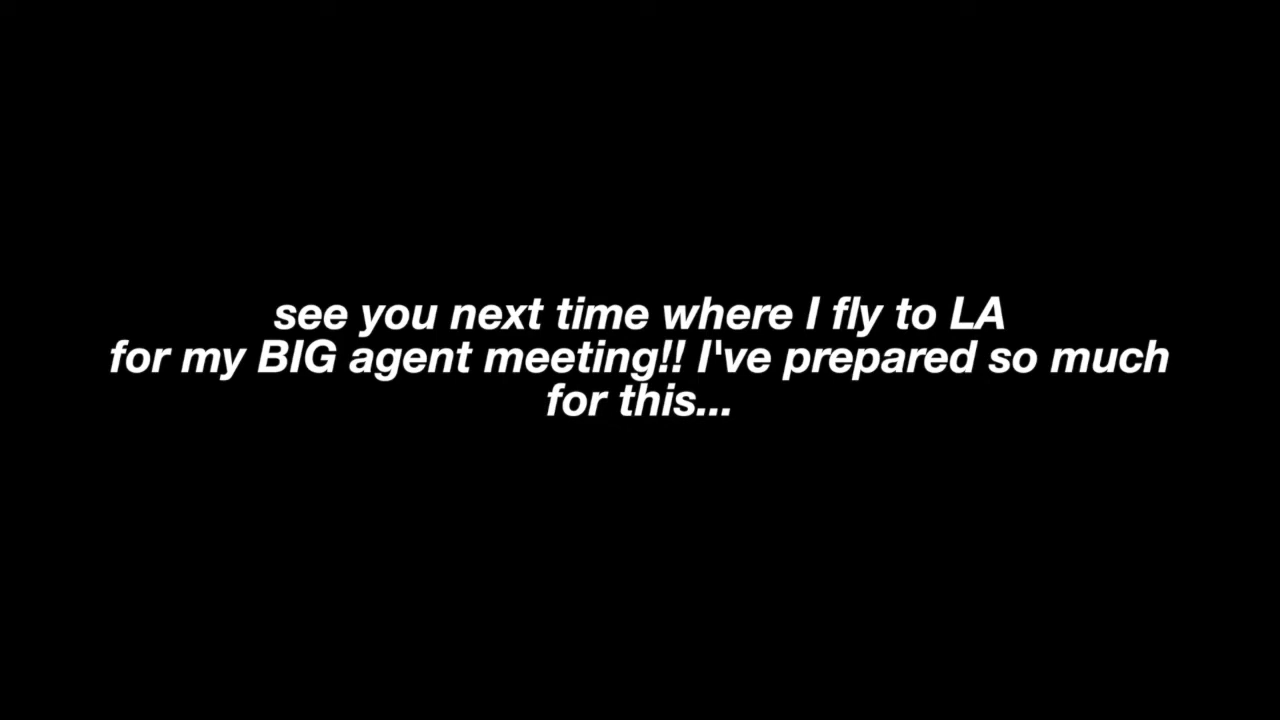 see you next time where I fly to LA
for my BIG agent meeting!! I've prepared so much
for this...